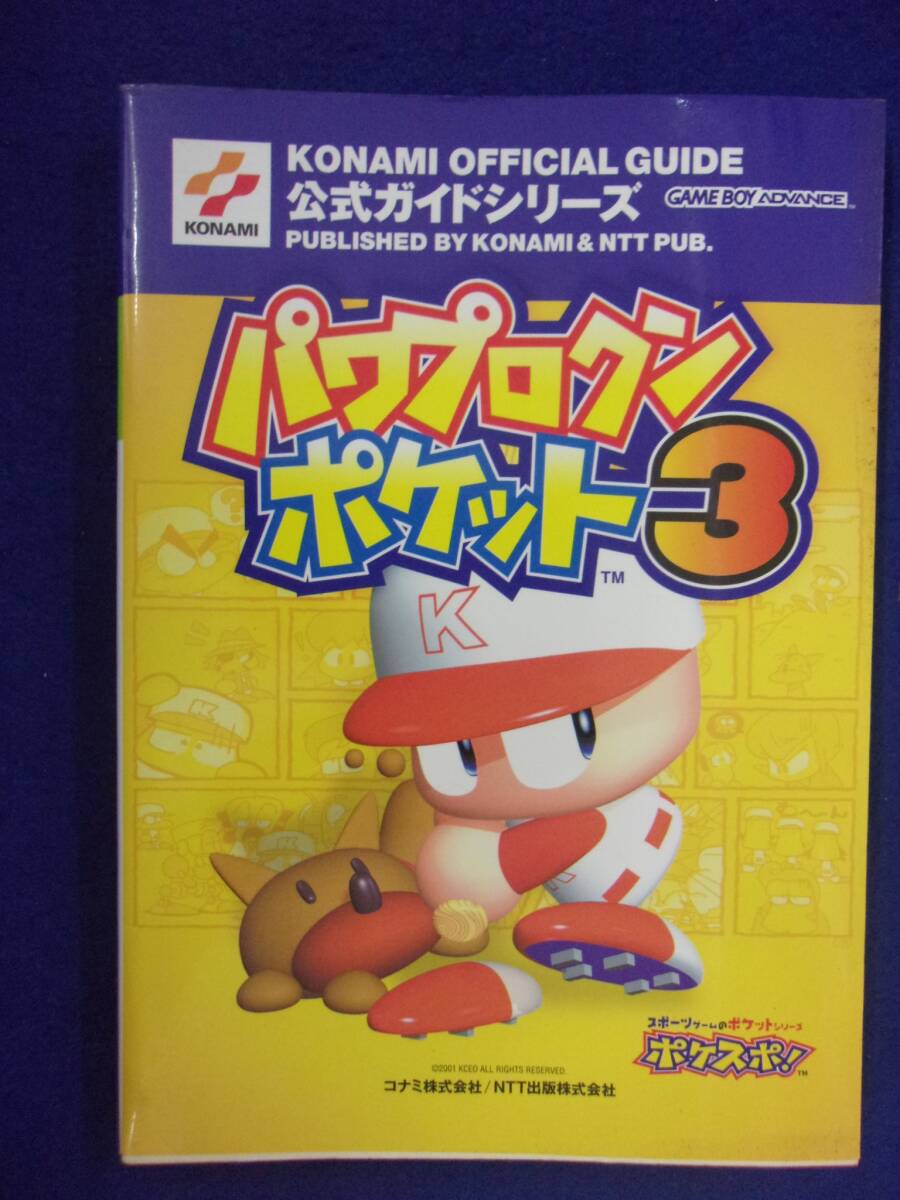 KONAMI
KONAMI OFFICIAL GUIDE
公式ガイドシリーズ
GAME BOY ADVANCE™
PUBLISHED BY KONAMI & NTT PUB.
パワプロクン
ポケット3
™
K
スポーツゲームのポケットシリーズ
ポケスポ!™
©2001 KCEO ALL RIGHTS RESERVED.
コナミ株式会社/NTT出版株式会社